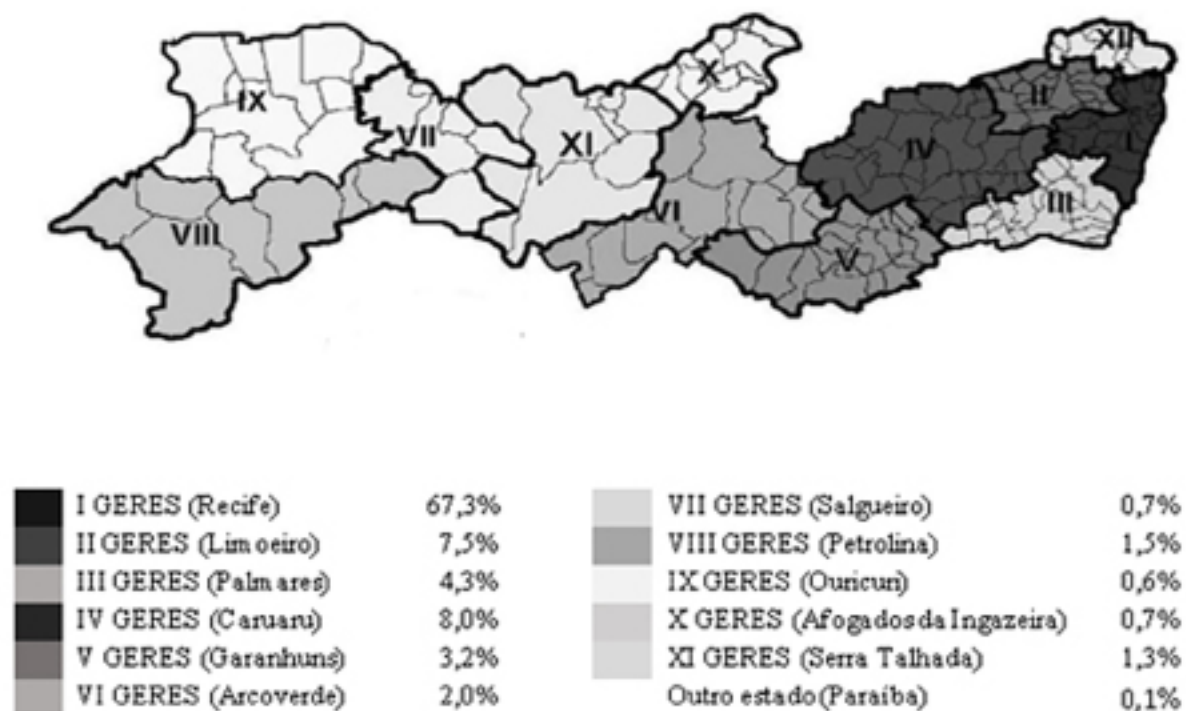 XII
X
IX
II
VII
XI
IV
I
III
VI
VIII
V
I GERES (Recife) 67,3%
II GERES (Limoeiro) 7,5%
III GERES (Palmares) 4,3%
IV GERES (Caruaru) 8,0%
V GERES (Garanhuns) 3,2%
VI GERES (Arcoverde) 2,0%
VII GERES (Salgueiro) 0,7%
VIII GERES (Petrolina) 1,5%
IX GERES (Ouricuri) 0,6%
X GERES (Afogados da Ingazeira) 0,7%
XI GERES (Serra Talhada) 1,3%
Outro estado (Paraíba) 0,1%